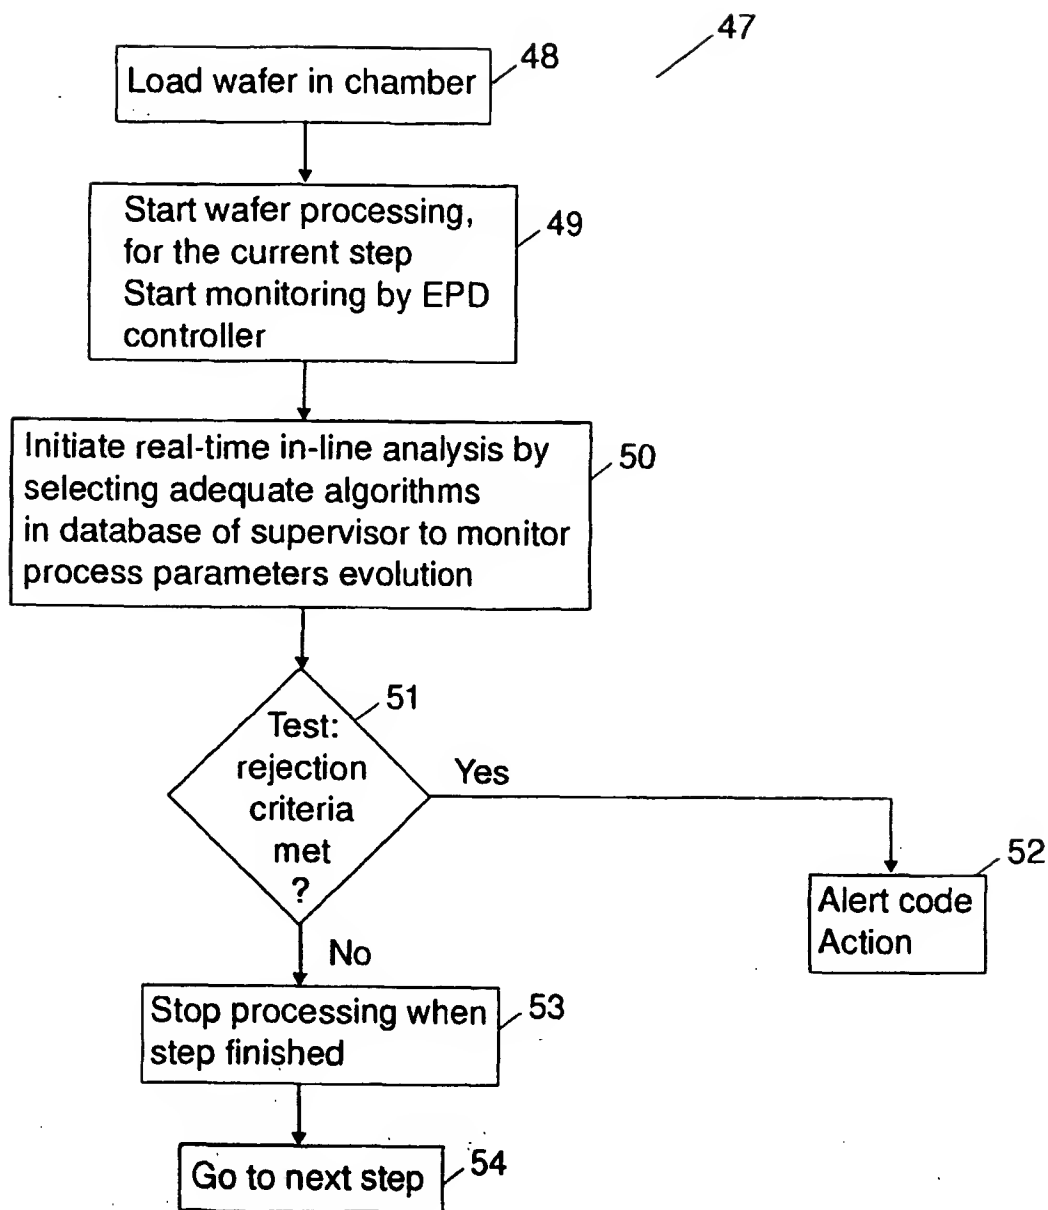 47
48
Load wafer in chamber
49
Start wafer processing,
for the current step
Start monitoring by EPD
controller
50
Initiate real-time in-line analysis by
selecting adequate algorithms
in database of supervisor to monitor
process parameters evolution
51
Test:
rejection
criteria
met
?
Yes
52
Alert code
Action
No
53
Stop processing when
step finished
54
Go to next step